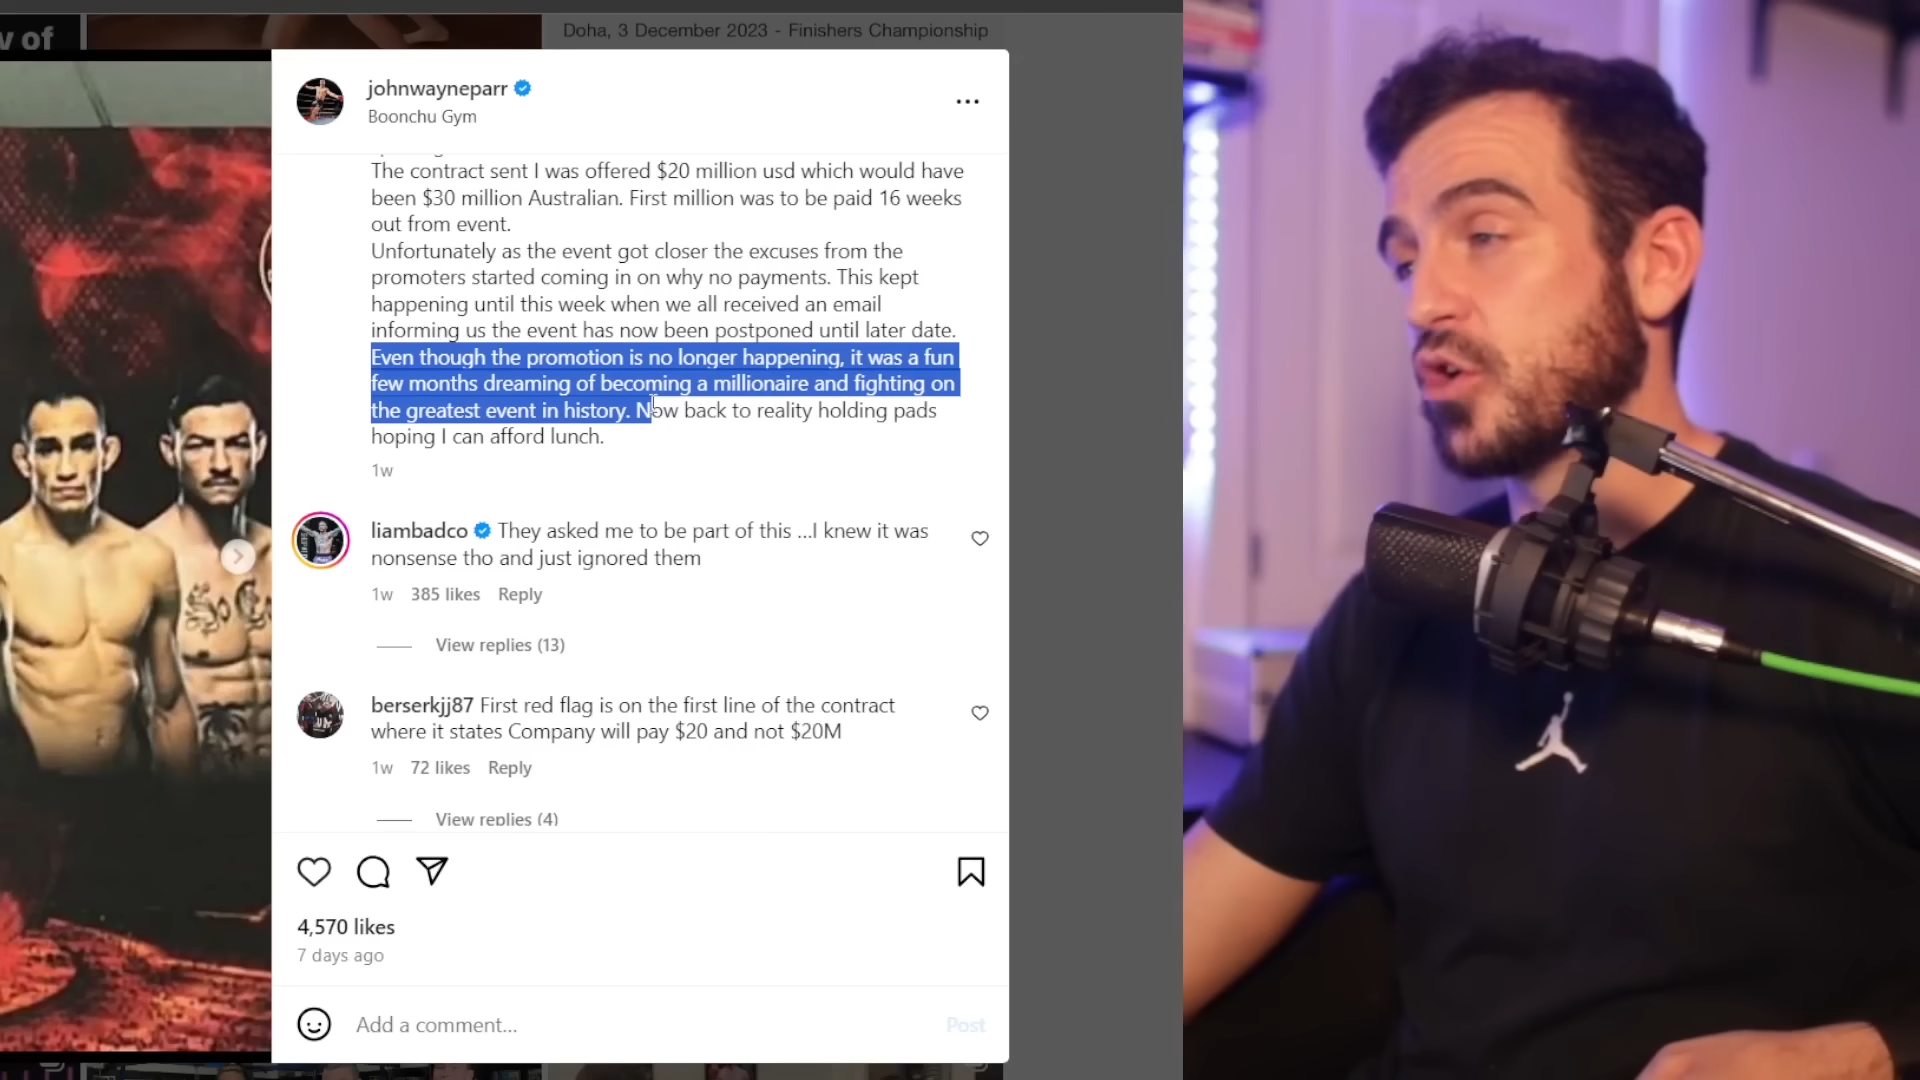 v of
Doha, 3 December 2023 - Finishers Championship
johnwayneparr
Boonchu Gym
The contract sent I was offered $20 million usd which would have
been $30 million Australian. First million was to be paid 16 weeks
out from event.
Unfortunately as the event got closer the excuses from the
promoters started coming in on why no payments. This kept
happening until this week when we all received an email
informing us the event has now been postponed until later date.
Even though the promotion is no longer happening, it was a fun
few months dreaming of becoming a millionaire and fighting on
the greatest event in history. Now back to reality holding pads
hoping I can afford lunch.
1w
liambadco They asked me to be part of this ...I knew it was
nonsense tho and just ignored them
1w 385 likes Reply
View replies (13)
berserkjj87 First red flag is on the first line of the contract
where it states Company will pay $20 and not $20M
1w 72 likes Reply
View replies (4)
4,570 likes
7 days ago
Add a comment...
Post